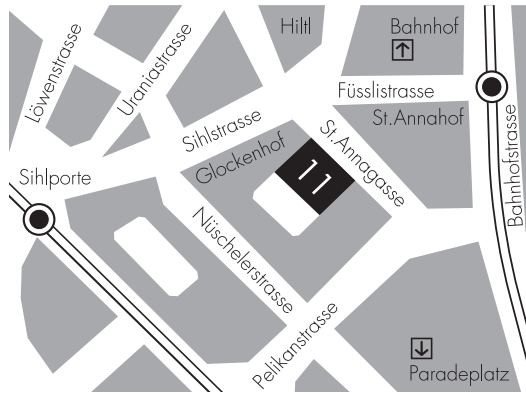 Hiltl
Bahnhof
Löwenstrasse
Uraniastrasse
Füsslistrasse
St.Annahof
Sihlstrasse
St.Annagasse
Glockenhof
11
Sihlporte
Bahnhofstrasse
Nüschelerstrasse
Pelikanstrasse
Paradeplatz